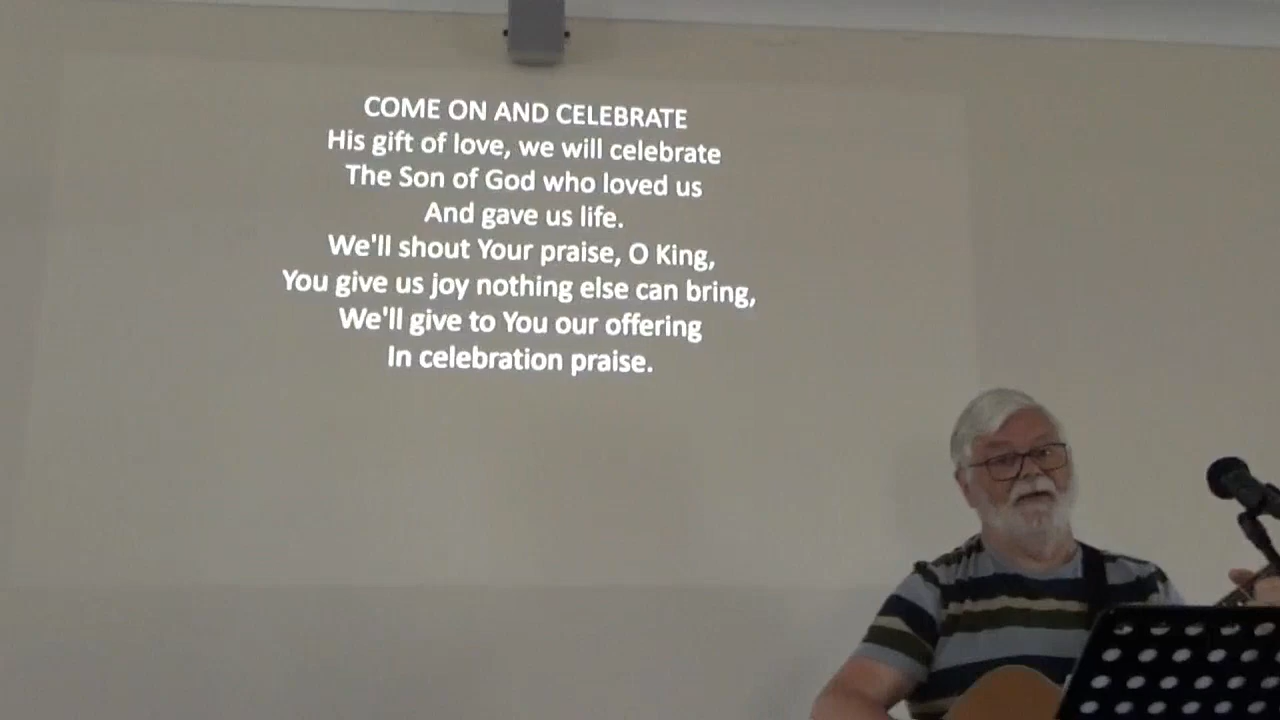 COME ON AND CELEBRATE
His gift of love, we will celebrate
The Son of God who loved us
And gave us life.
We'll shout Your praise, O King,
You give us joy nothing else can bring,
We'll give to You our offering
In celebration praise.